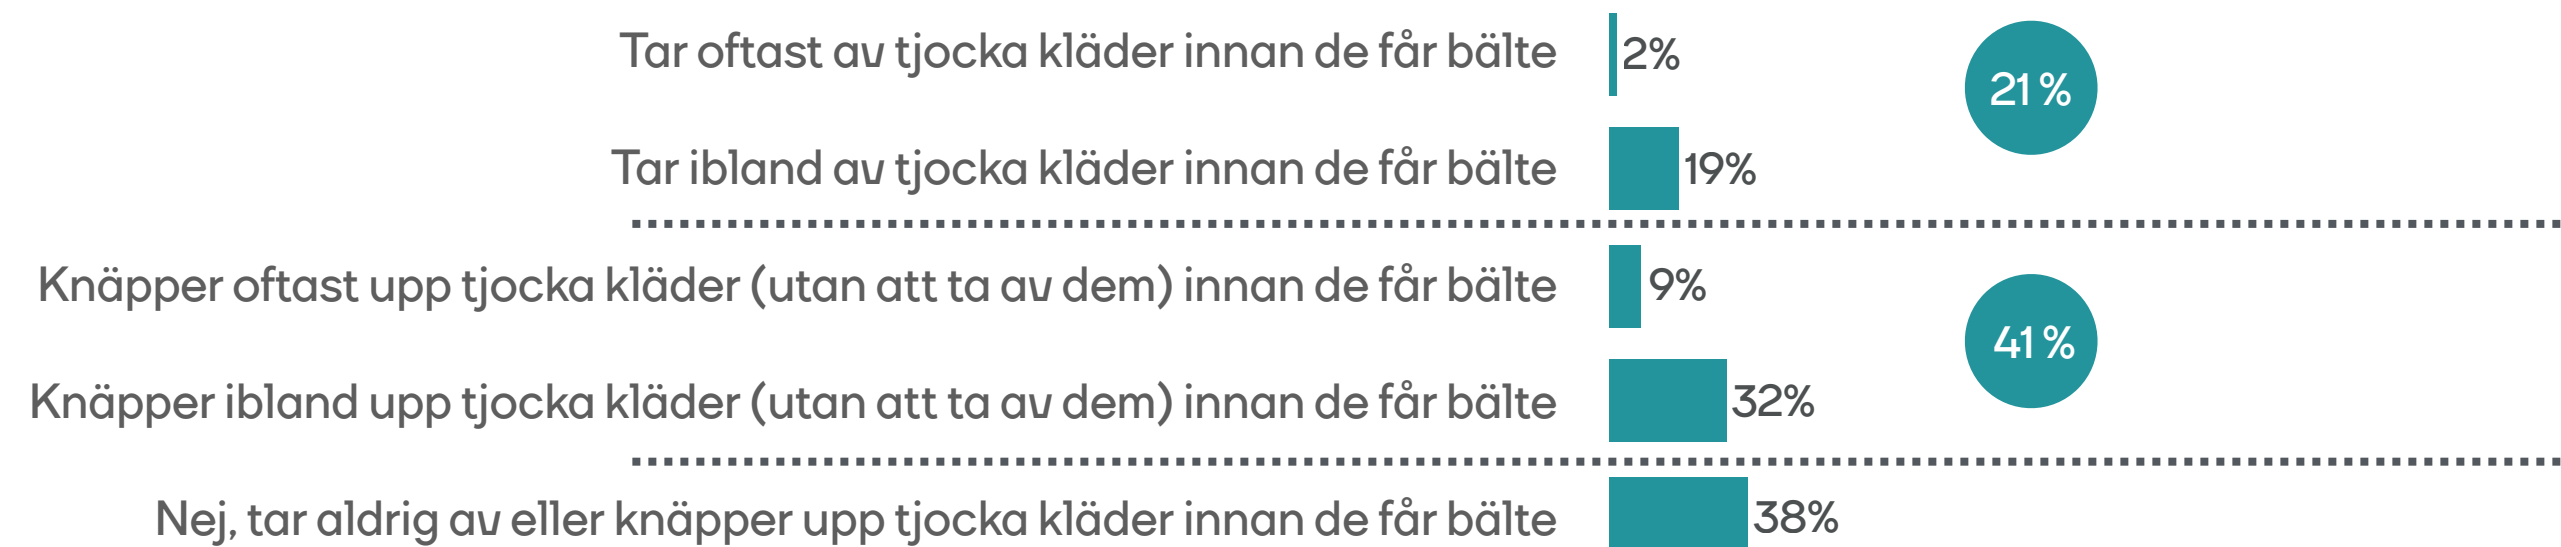 Tar oftast av tjocka kläder innan de får bälte 2%
21 %
Tar ibland av tjocka kläder innan de får bälte 19%
Knäpper oftast upp tjocka kläder (utan att ta av dem) innan de får bälte 9%
41 %
Knäpper ibland upp tjocka kläder (utan att ta av dem) innan de får bälte 32%
Nej, tar aldrig av eller knäpper upp tjocka kläder innan de får bälte 38%